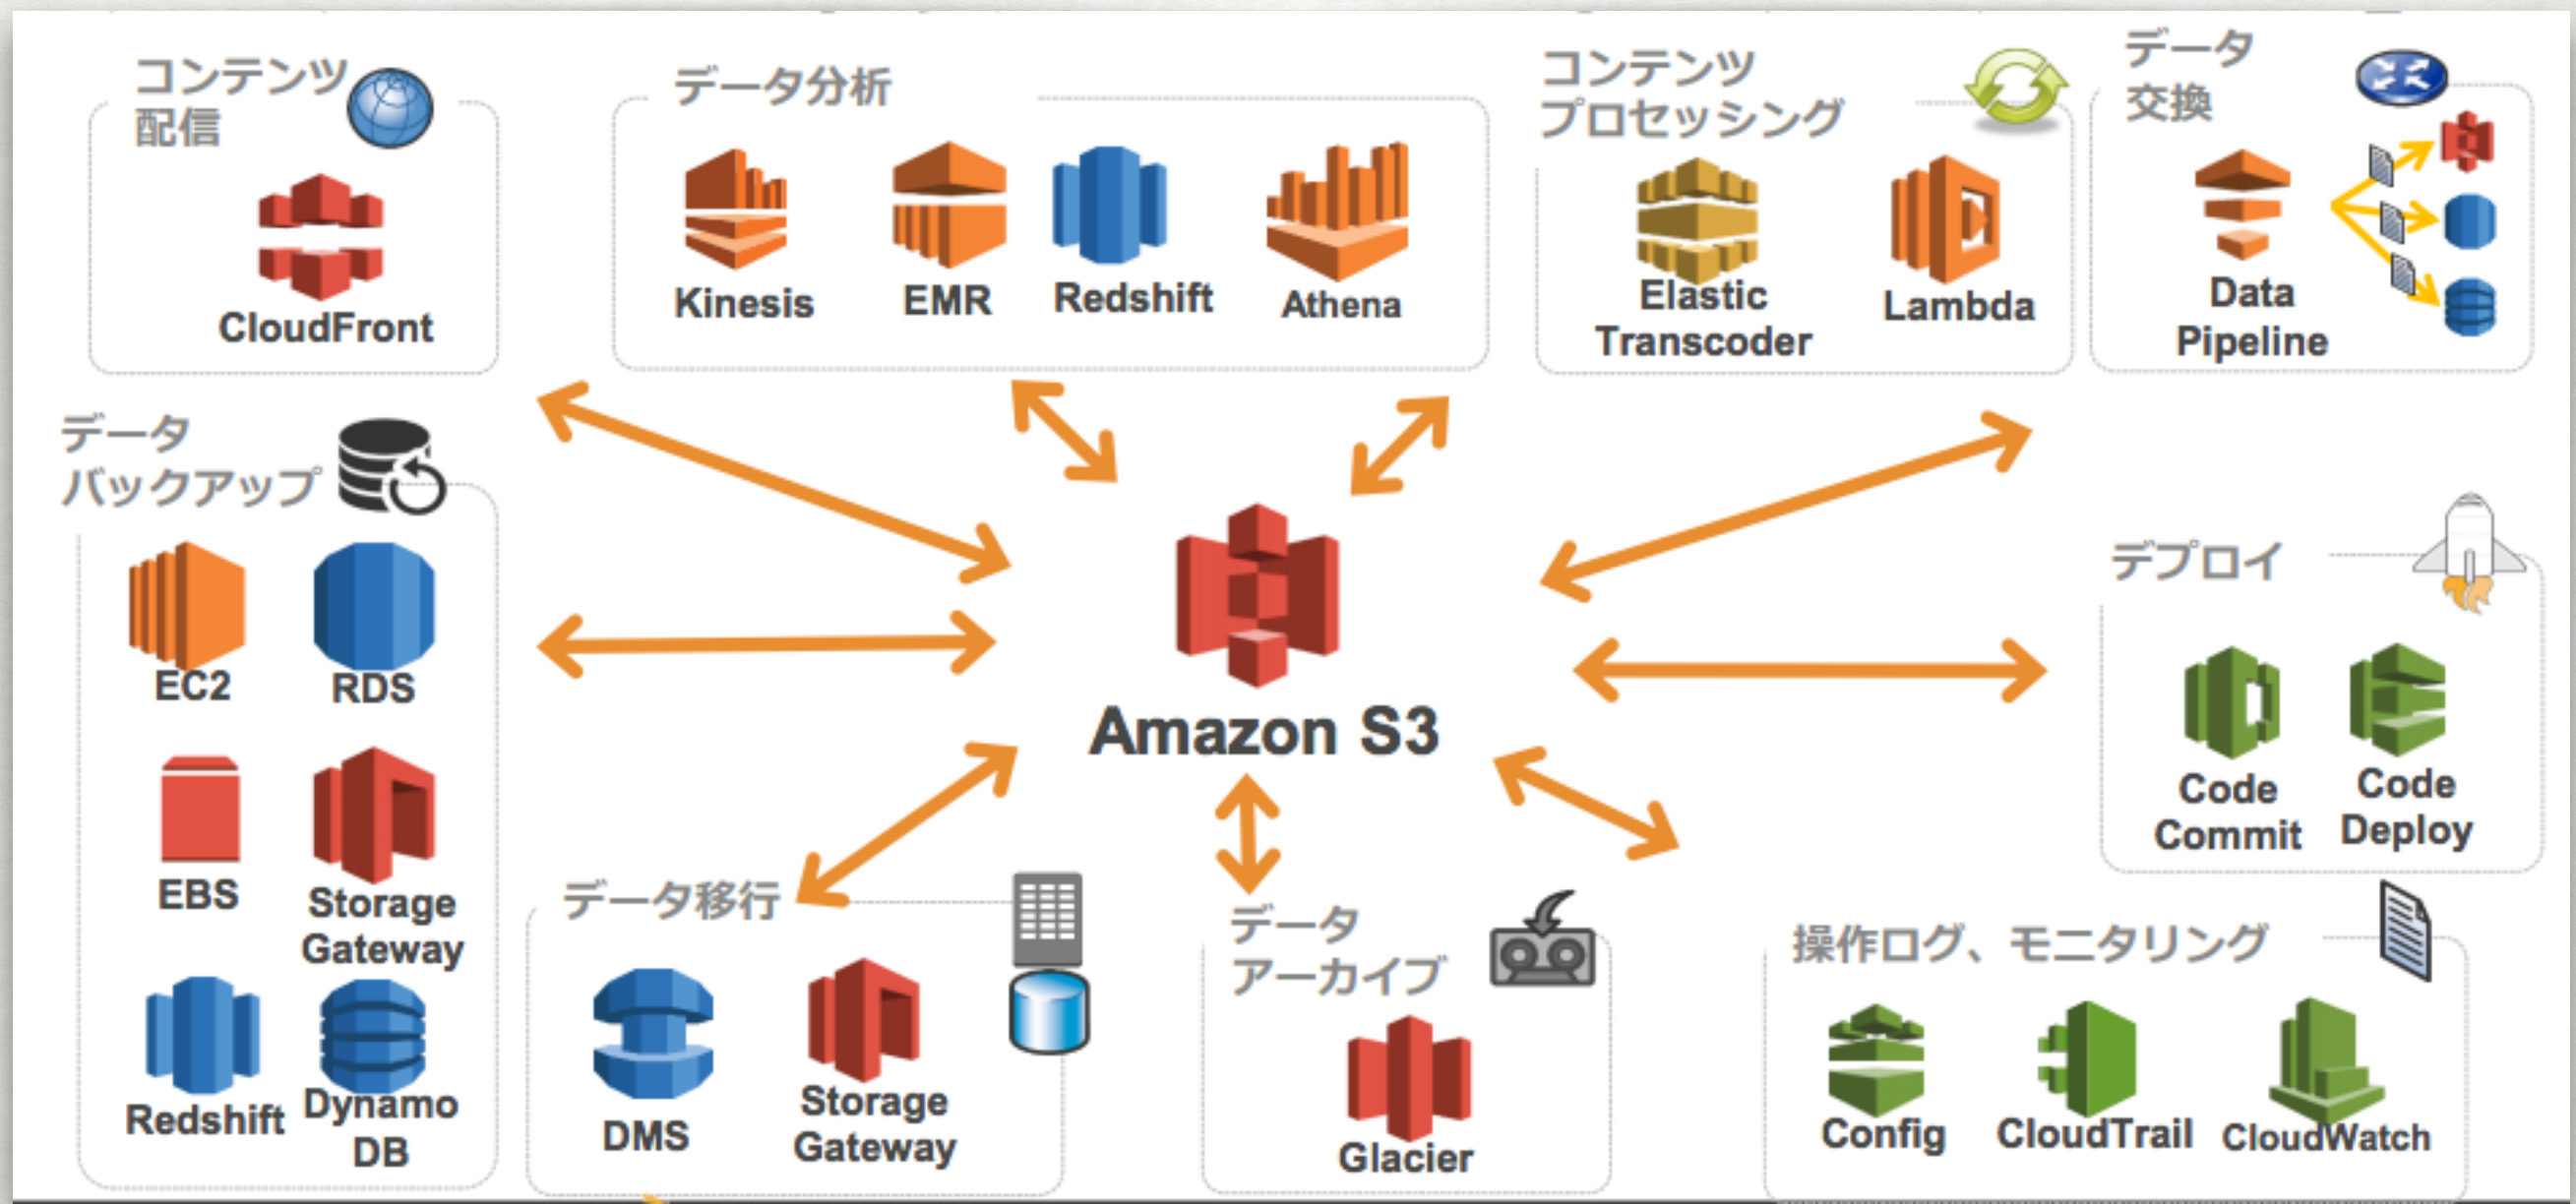 コンテンツ
配信
CloudFront
データ分析
Kinesis
EMR
Redshift
Athena
コンテンツ
プロセッシング
Elastic
Transcoder
Lambda
データ
交換
Data
Pipeline
データ
バックアップ
EC2
RDS
EBS
Storage
Gateway
Redshift
Dynamo
DB
Amazon S3
デプロイ
Code
Commit
Code
Deploy
データ移行
DMS
Storage
Gateway
データ
アーカイブ
Glacier
操作ログ、モニタリング
Config
CloudTrail
CloudWatch